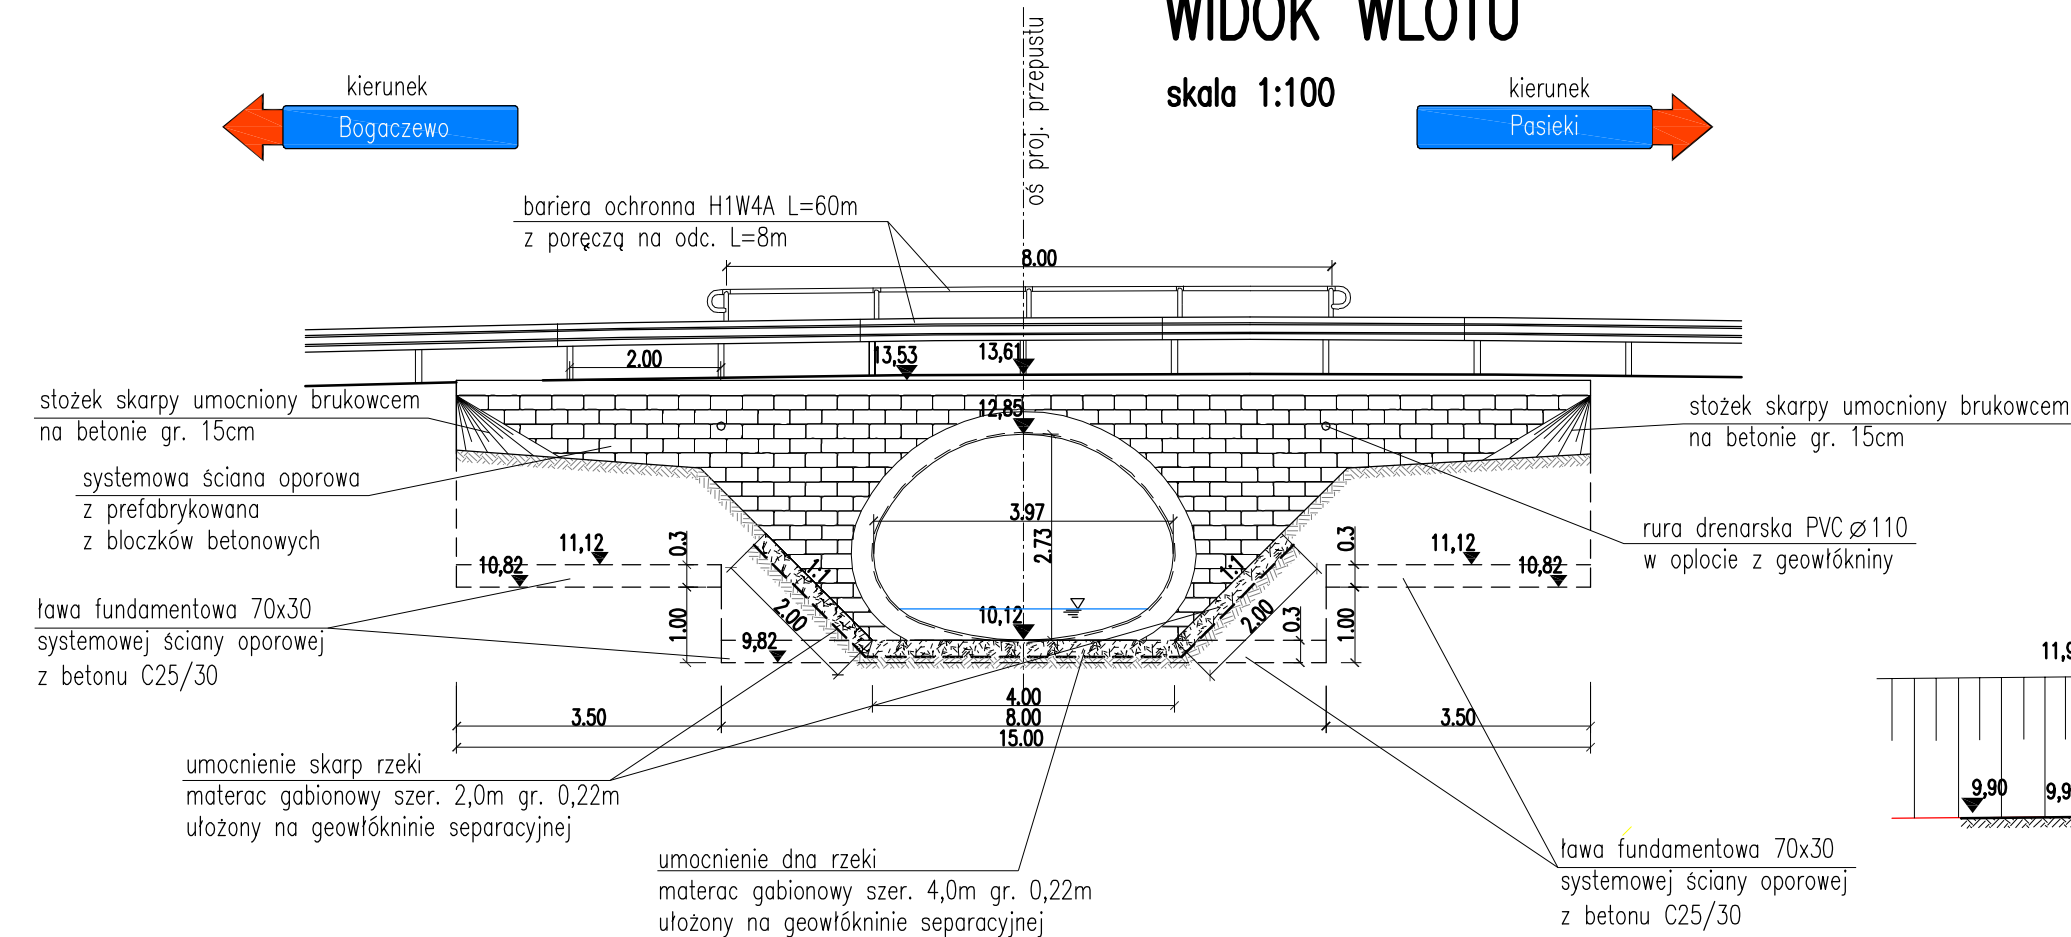 WIDOK WLOTU
skala 1:100
oś proj. przepustu
kierunek
Bogaczewo
kierunek
Pasieki
bariera ochronna H1W4A L=60m
z poręczą na odc. L=8m
8.00
2.00
13,53
13,61
12,85
stożek skarpy umocniony brukowcem
na betonie gr. 15cm
stożek skarpy umocniony brukowcem
na betonie gr. 15cm
systemowa ściana oporowa
z prefabrykowana
z bloczków betonowych
rura drenarska PVC Ø110
w oplocie z geowłókniny
3.97
2.73
11,12
10,82
0.3
1.00
1:1
2.00
9,82
10,12
1:1
2.00
0.3
0.3
1.00
11,12
10,82
ława fundamentowa 70x30
systemowej ściany oporowej
z betonu C25/30
4.00
3.50
8.00
3.50
15.00
11,9
9,90
9,9
umocnienie skarp rzeki
materac gabionowy szer. 2,0m gr. 0,22m
ułożony na geowłókninie separacyjnej
umocnienie dna rzeki
materac gabionowy szer. 4,0m gr. 0,22m
ułożony na geowłókninie separacyjnej
ława fundamentowa 70x30
systemowej ściany oporowej
z betonu C25/30